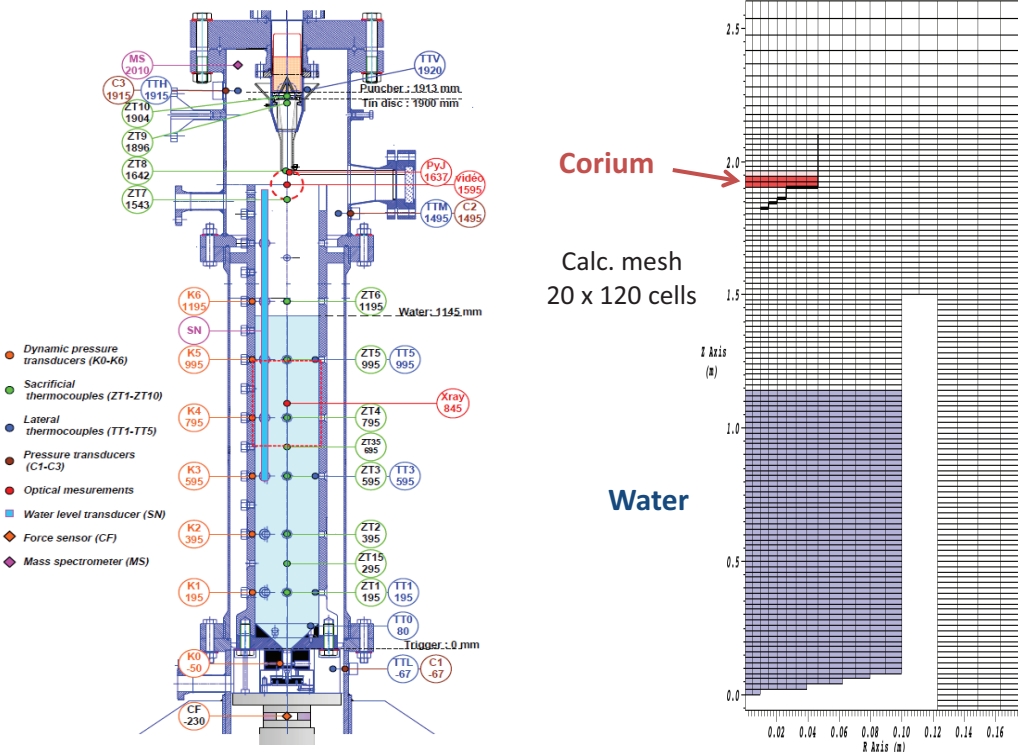 MS
2010
C3
1915
TTH
1915
TTV
1920
Puncher : 1913 mm
Tin disc : 1900 mm
ZT10
1904
ZT9
1896
ZT8
1642
ZT7
1543
PyJ
1637
vidéo
1595
TTM
1495
C2
1495
K6
1195
ZT6
1195
Water: 1145 mm
SN
K5
995
ZT5
995
TT5
995
Xray
845
K4
795
ZT4
795
ZT35
695
K3
595
ZT3
595
TT3
595
K2
395
ZT2
395
ZT15
295
K1
195
ZT1
195
TT1
195
TT0
80
Trigger : 0 mm
K0
-50
TTL
-67
C1
-67
CF
-230
Dynamic pressure
transducers (K0-K6)
Sacrificial
thermocouples (ZT1-ZT10)
Lateral
thermocouples (TT1-TT5)
Pressure transducers
(C1-C3)
Optical mesurements
Water level transducer (SN)
Force sensor (CF)
Mass spectrometer (MS)
Corium
Calc. mesh
20 x 120 cells
Water
2.5
2.0
1.5
Z Axis
(m)
1.0
0.5
0.0
0.02 0.04 0.06 0.08 0.10 0.12 0.14 0.16
R Axis (m)